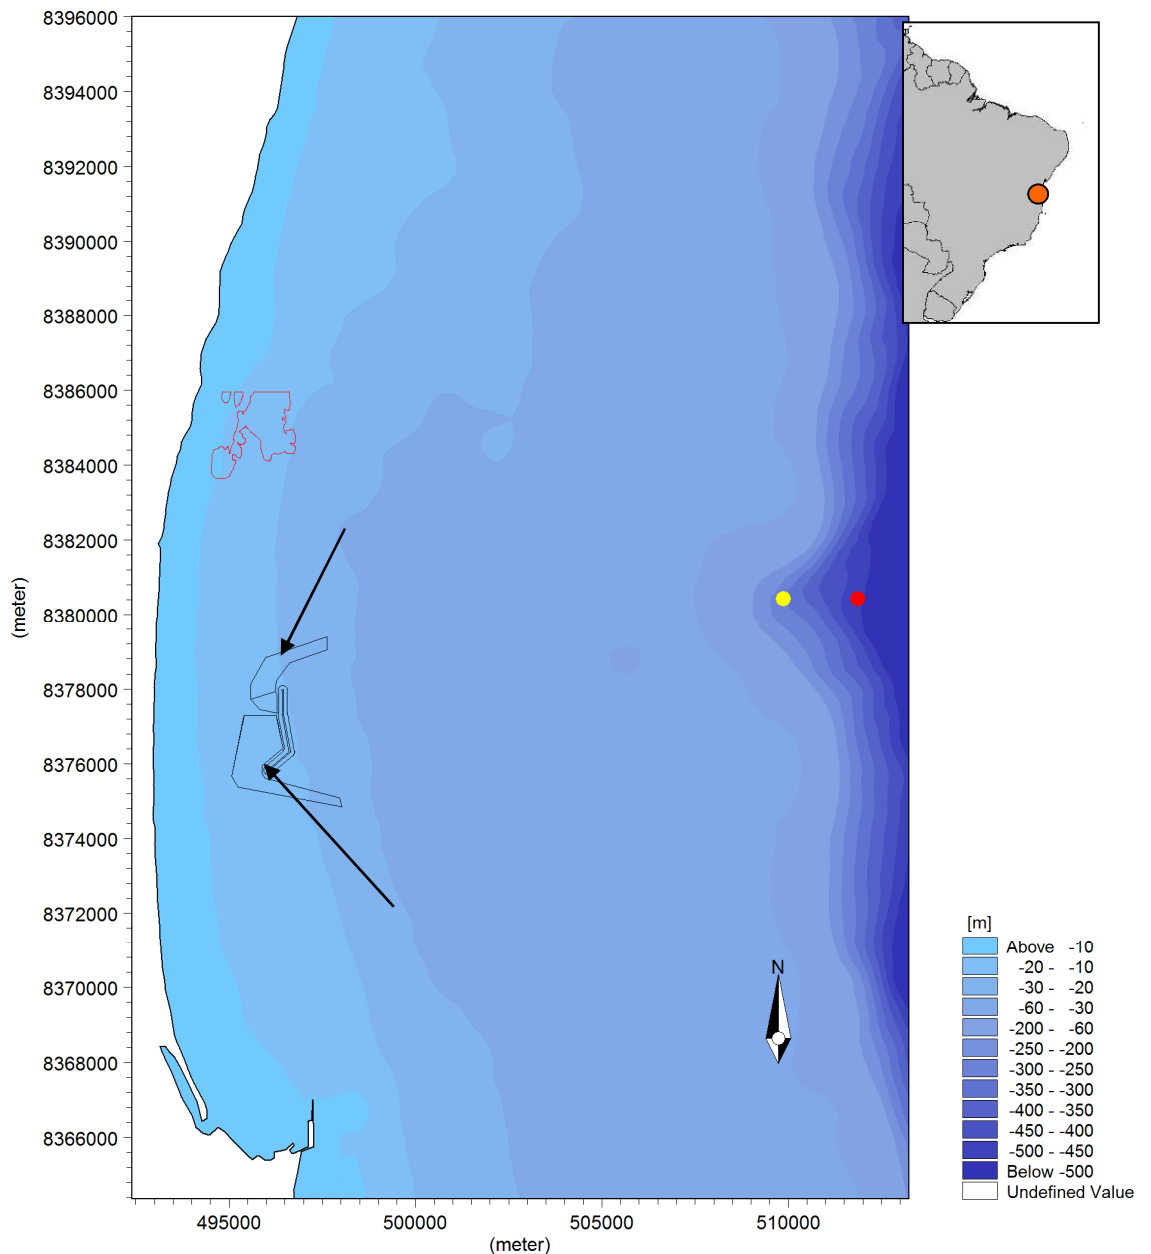 8396000
8394000
8392000
8390000
8388000
8386000
8384000
8382000
8380000
8378000
8376000
8374000
8372000
8370000
8368000
8366000
(meter)
495000
500000
505000
510000
(meter)
N
[m]
Above -10
-20 - -10
-30 - -20
-60 - -30
-200 - -60
-250 - -200
-300 - -250
-350 - -300
-400 - -350
-450 - -400
-500 - -450
Below -500
Undefined Value